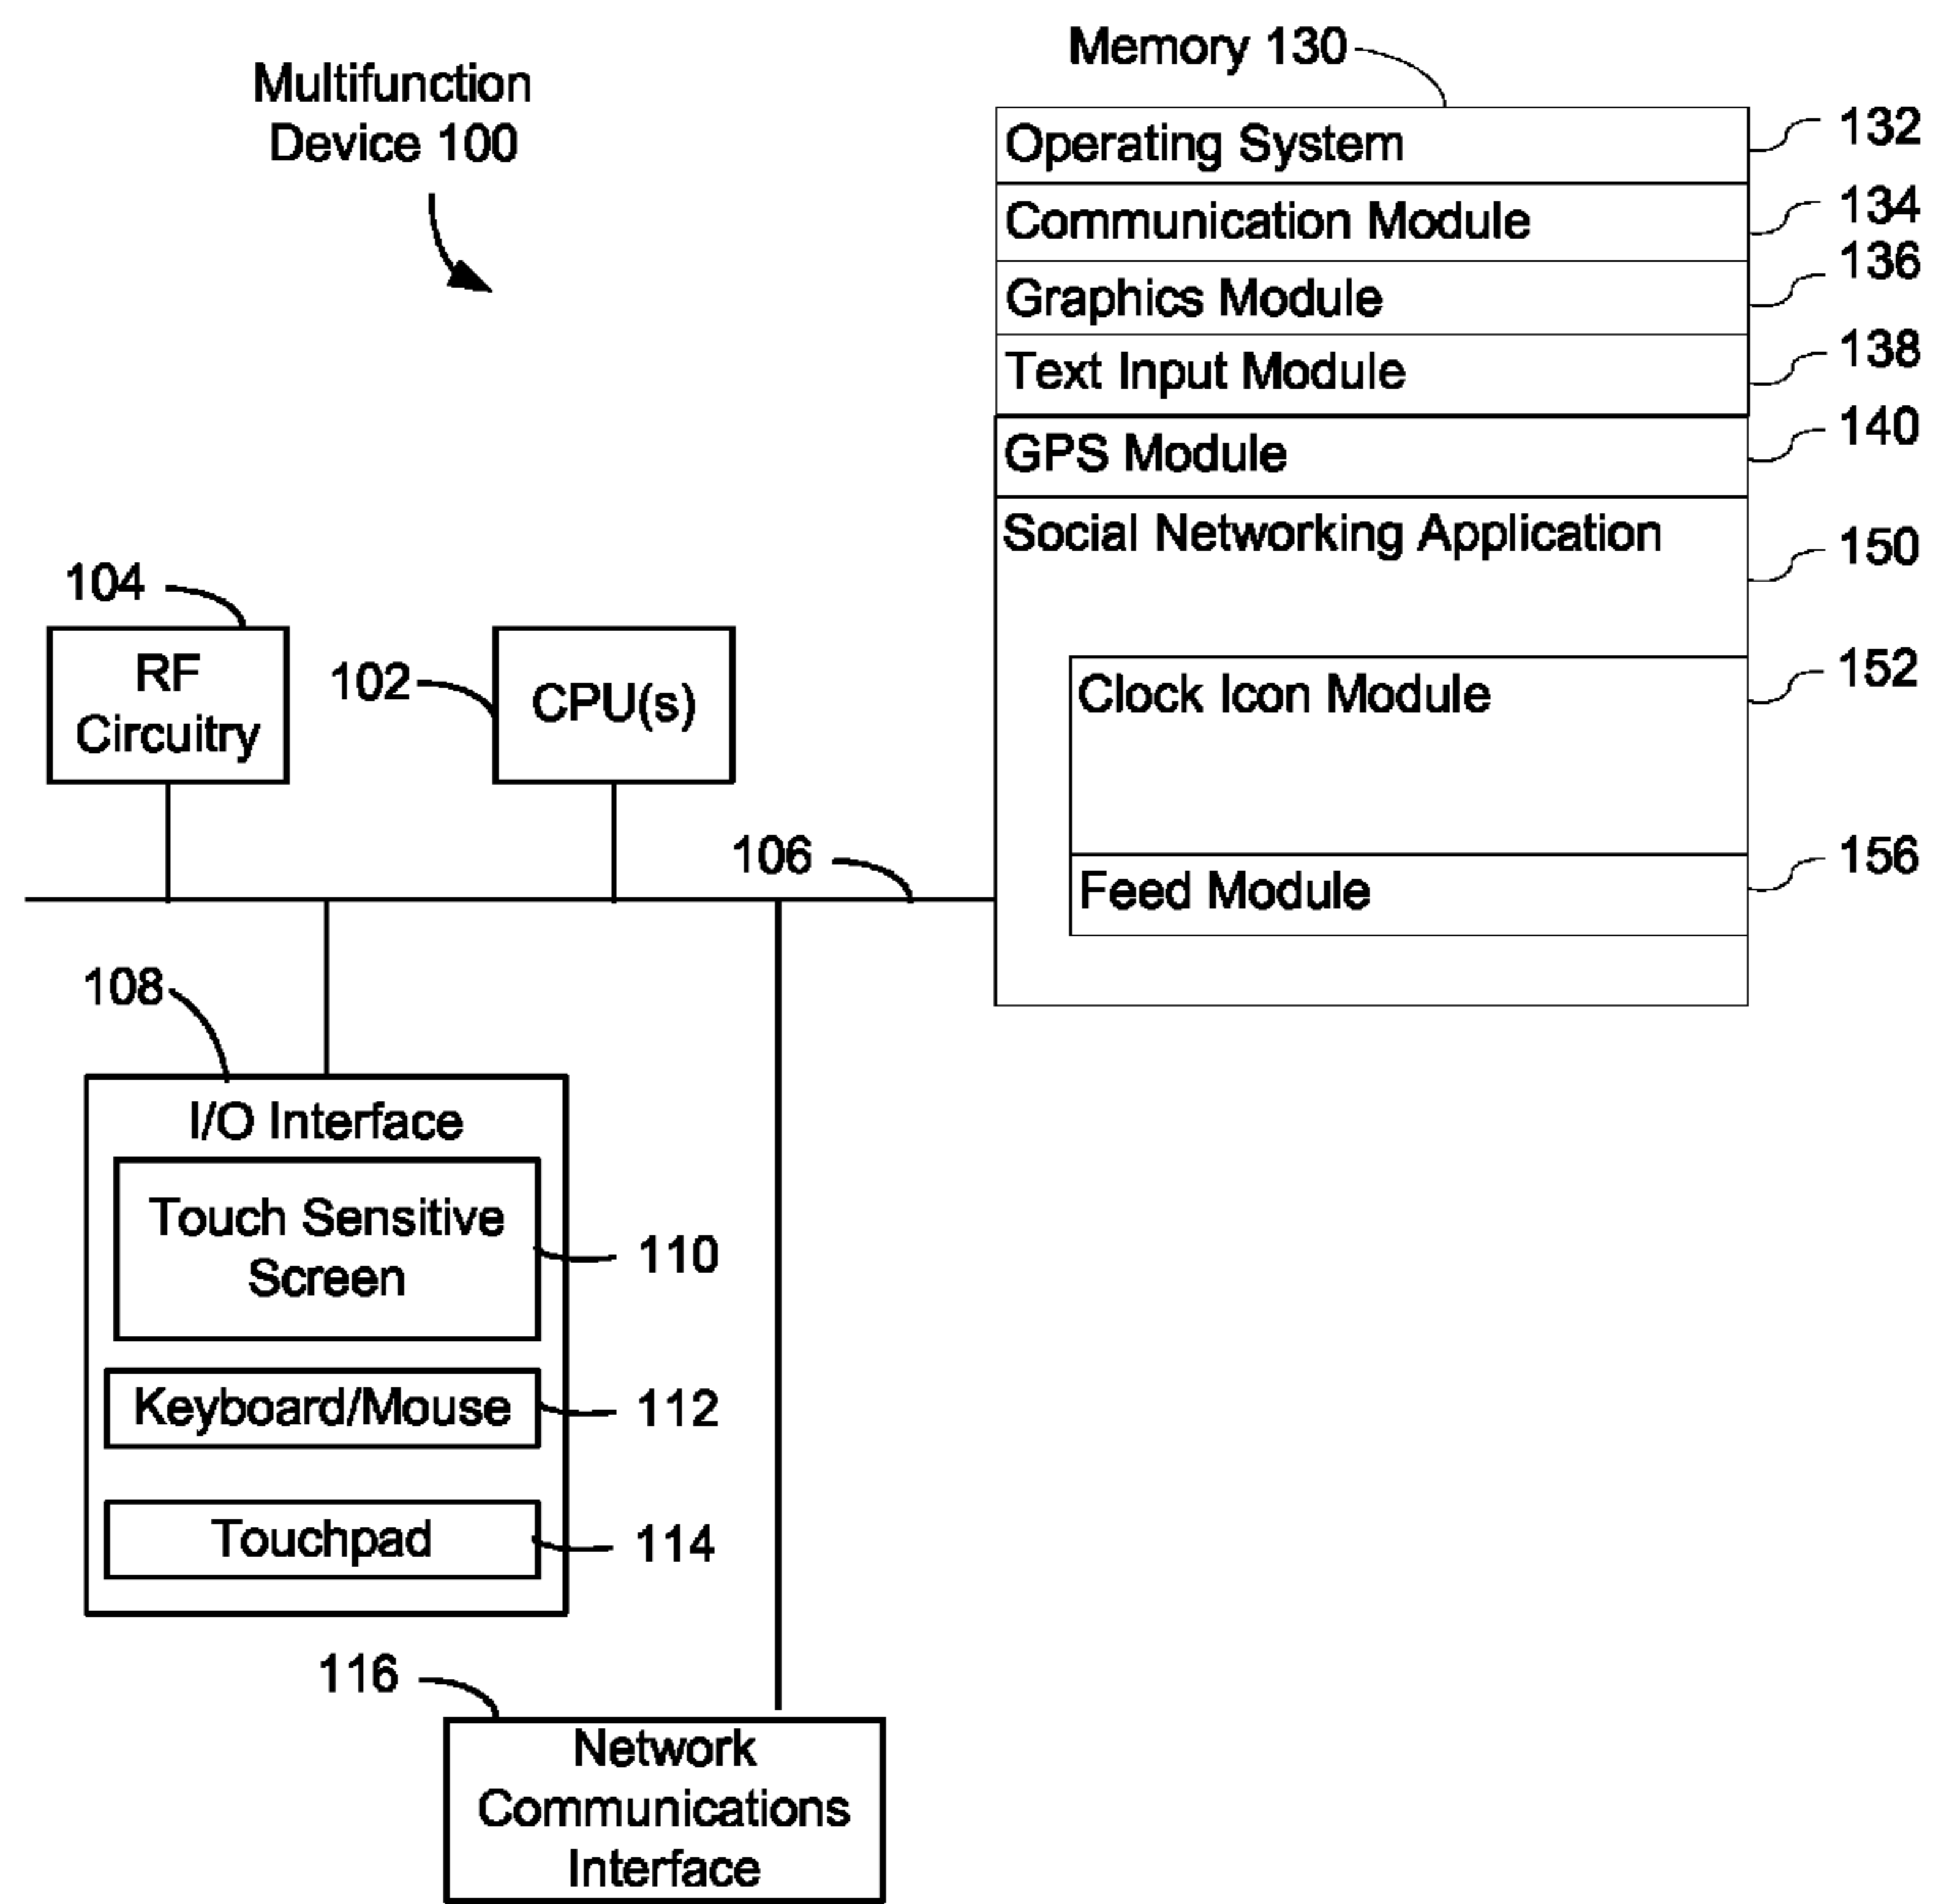 Multifunction
Device 100
Memory 130
Operating System
132
Communication Module
134
Graphics Module
136
Text Input Module
138
GPS Module
140
Social Networking Application
150
Clock Icon Module
152
Feed Module
156
104
RF
Circuitry
102
CPU(s)
106
108
I/O Interface
Touch Sensitive
Screen
110
Keyboard/Mouse
112
Touchpad
114
116
Network
Communications
Interface